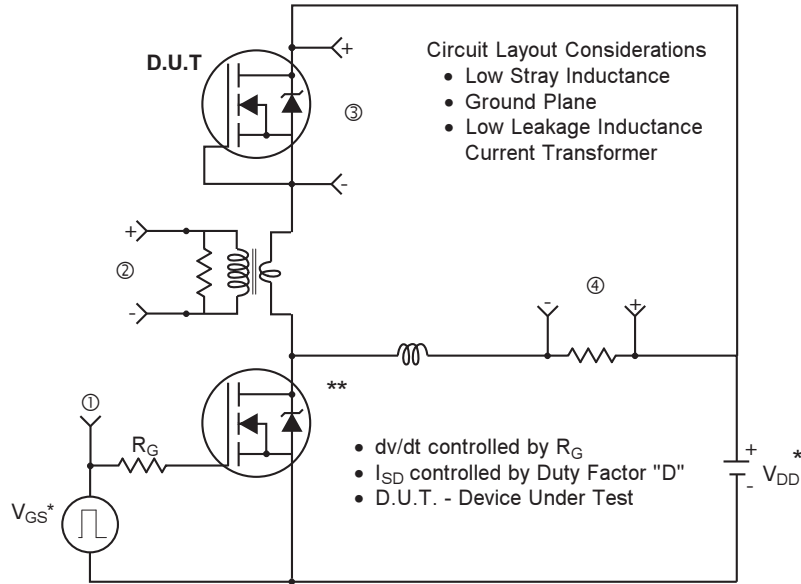 D.U.T
+
-
③
Circuit Layout Considerations
• Low Stray Inductance
• Ground Plane
• Low Leakage Inductance
Current Transformer
+
②
-
-
④
+
**
①
R_G
V_GS*
• dv/dt controlled by R_G
• I_SD controlled by Duty Factor "D"
• D.U.T. - Device Under Test
+
-
V_DD*